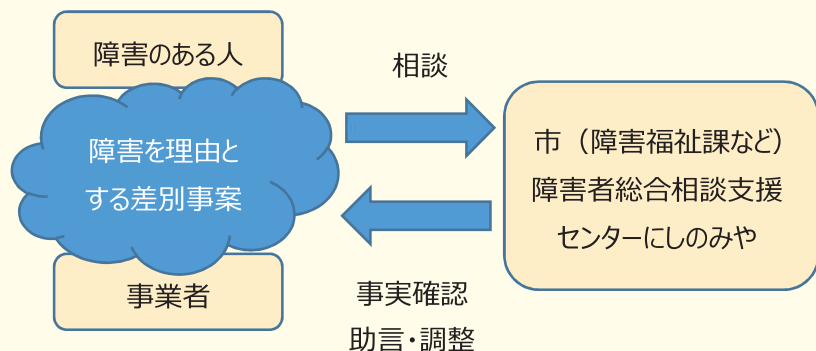 障害のある人
障害を理由と
する差別事案
事業者
相談
事実確認
助言・調整
市（障害福祉課など）
障害者総合相談支援
センターにしのみや